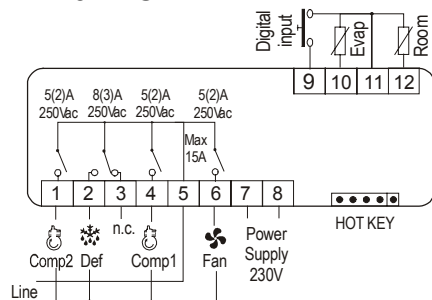 Digital input
Evap
Room
9 10 11 12
5(2)A 8(3)A 5(2)A 5(2)A
250Vac 250Vac 250Vac 250Vac
Max
15A
1 2 3 4 5 6 7 8
n.c.
HOT KEY
Comp2 Def Comp1 Fan
Power
Supply
230V
Line